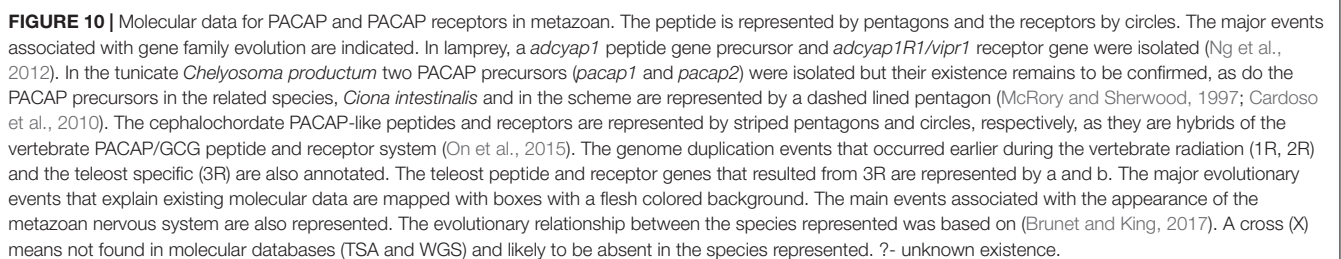 FIGURE 10 | Molecular data for PACAP and PACAP receptors in metazoan. The peptide is represented by pentagons and the receptors by circles. The major events
associated with gene family evolution are indicated. In lamprey, a adcyap1 peptide gene precursor and adcyap1R1/vipr1 receptor gene were isolated (Ng et al.,
2012). In the tunicate Chelyosoma productum two PACAP precursors (pacap1 and pacap2) were isolated but their existence remains to be confirmed, as do the
PACAP precursors in the related species, Ciona intestinalis and in the scheme are represented by a dashed lined pentagon (McRory and Sherwood, 1997; Cardoso
et al., 2010). The cephalochordate PACAP-like peptides and receptors are represented by striped pentagons and circles, respectively, as they are hybrids of the
vertebrate PACAP/GCG peptide and receptor system (On et al., 2015). The genome duplication events that occurred earlier during the vertebrate radiation (1R, 2R)
and the teleost specific (3R) are also annotated. The teleost peptide and receptor genes that resulted from 3R are represented by a and b. The major evolutionary
events that explain existing molecular data are mapped with boxes with a flesh colored background. The main events associated with the appearance of the
metazoan nervous system are also represented. The evolutionary relationship between the species represented was based on (Brunet and King, 2017). A cross (X)
means not found in molecular databases (TSA and WGS) and likely to be absent in the species represented. ?- unknown existence.